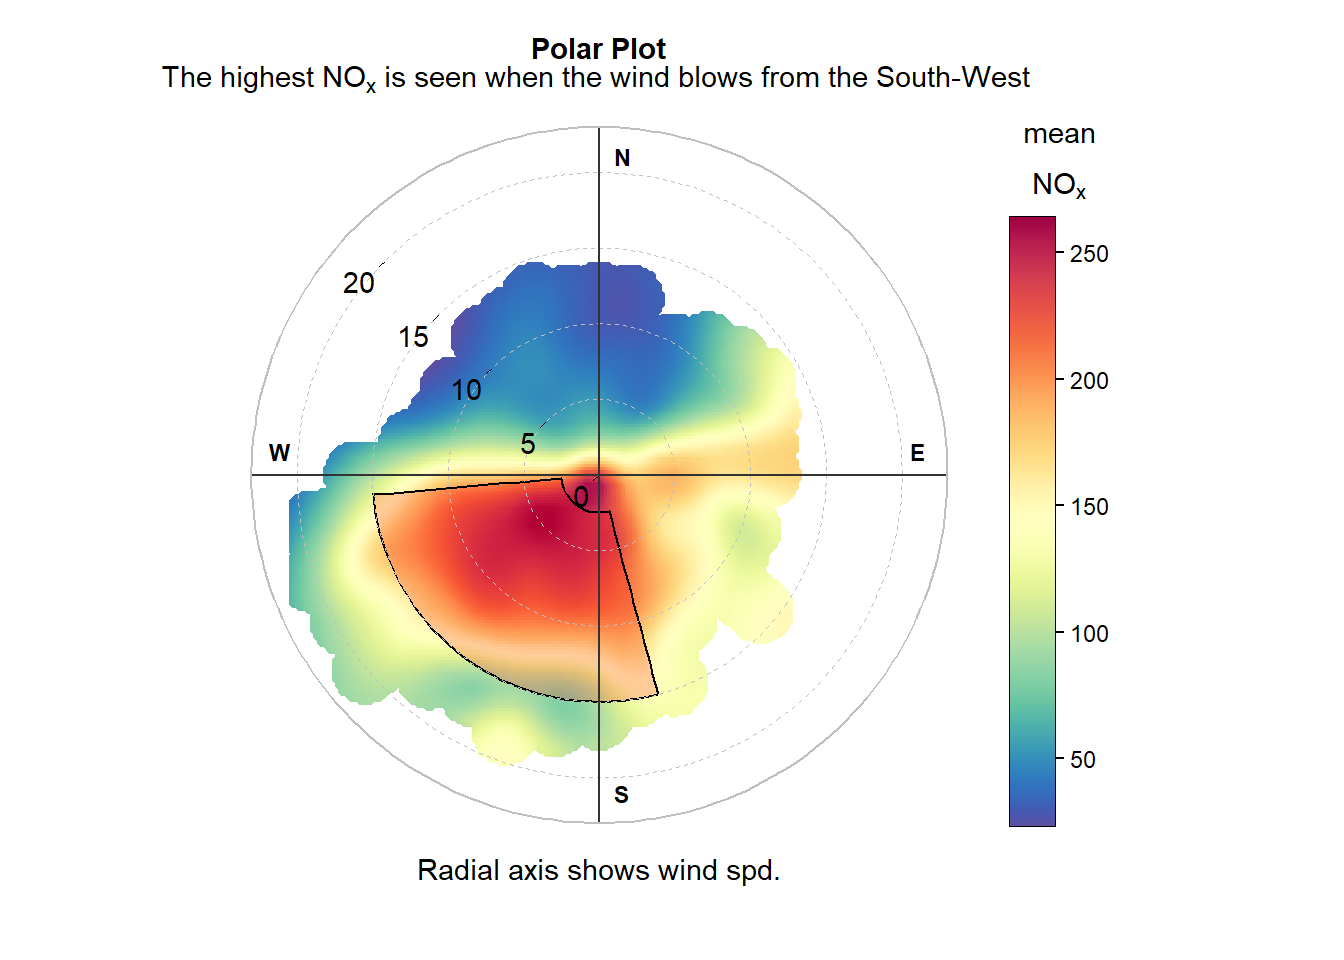 Polar Plot
The highest NOₓ is seen when the wind blows from the South-West
mean
NOₓ
250
200
150
100
50
N
E
S
W
20
15
10
5
0
Radial axis shows wind spd.